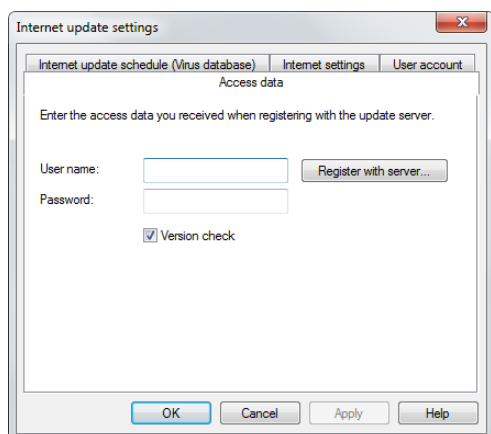 Internet update settings
Internet update schedule (Virus database) Internet settings User account
Access data
Enter the access data you received when registering with the update server.
User name: Register with server...
Password:
Version check
OK Cancel Apply Help